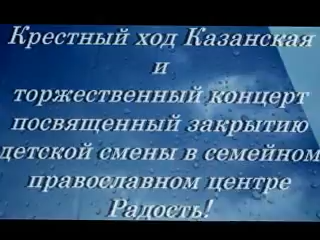 Крестный ход Казанская
и
торжественный концерт
посвященный закрытию
детской смены в семейном
православном центре
Радость!